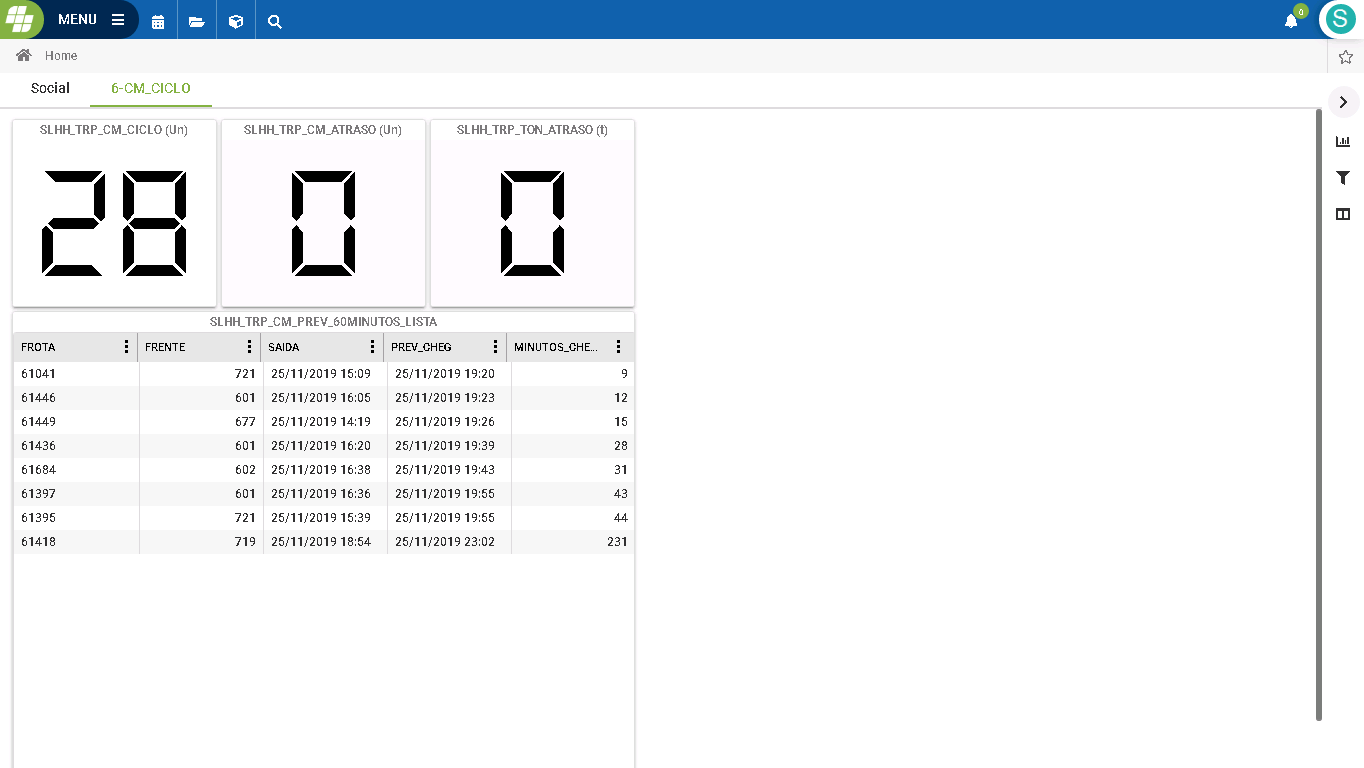 MENU
0
S
Home
Social 6-CM_CICLO
SLHH_TRP_CM_CICLO (Un) SLHH_TRP_CM_ATRASO (Un) SLHH_TRP_TON_ATRASO (t)
28 0 0
SLHH_TRP_CM_PREV_60MINUTOS_LISTA
FROTA FRENTE SAIDA PREV_CHEG MINUTOS_CHE...
61041 721 25/11/2019 15:09 25/11/2019 19:20 9
61446 601 25/11/2019 16:05 25/11/2019 19:23 12
61449 677 25/11/2019 14:19 25/11/2019 19:26 15
61436 601 25/11/2019 16:20 25/11/2019 19:39 28
61684 602 25/11/2019 16:38 25/11/2019 19:43 31
61397 601 25/11/2019 16:36 25/11/2019 19:55 43
61395 721 25/11/2019 15:39 25/11/2019 19:55 44
61418 719 25/11/2019 18:54 25/11/2019 23:02 231